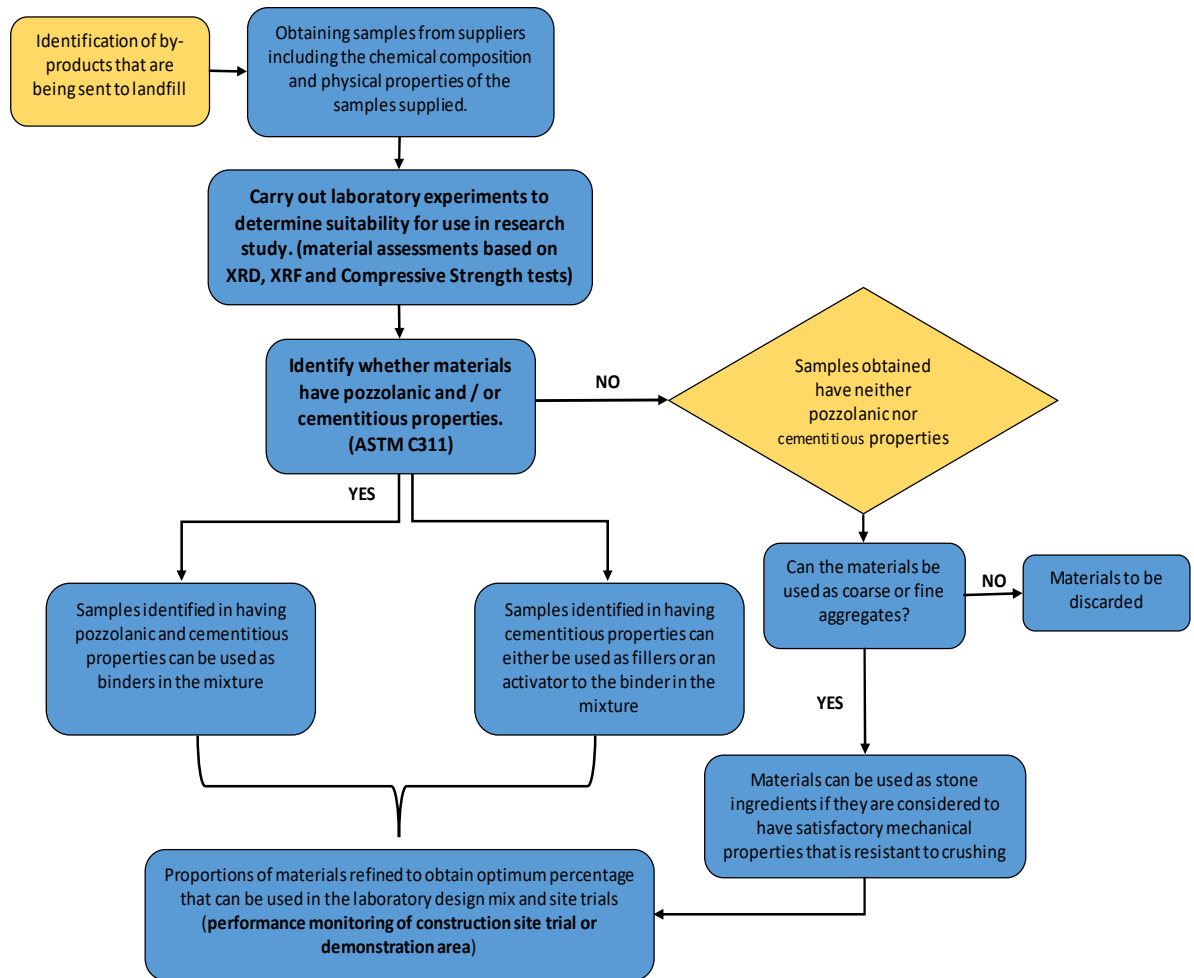 Identification of by-
products that are
being sent to landfill
Obtaining samples from suppliers
including the chemical composition
and physical properties of the
samples supplied.
Carry out laboratory experiments to
determine suitability for use in research
study. (material assessments based on
XRD, XRF and Compressive Strength tests)
Identify whether materials
have pozzolanic and / or
cementitious properties.
(ASTM C311)
NO
Samples obtained
have neither
pozzolanic nor
cementitious properties
YES
Can the materials be
used as coarse or fine
aggregates?
NO
Materials to be
discarded
Samples identified in having
pozzolanic and cementitious
properties can be used as
binders in the mixture
Samples identified in having
cementitious properties can
either be used as fillers or an
activator to the binder in the
mixture
YES
Materials can be used as stone
ingredients if they are considered to
have satisfactory mechanical
properties that is resistant to crushing
Proportions of materials refined to obtain optimum percentage
that can be used in the laboratory design mix and site trials
(performance monitoring of construction site trial or
demonstration area)